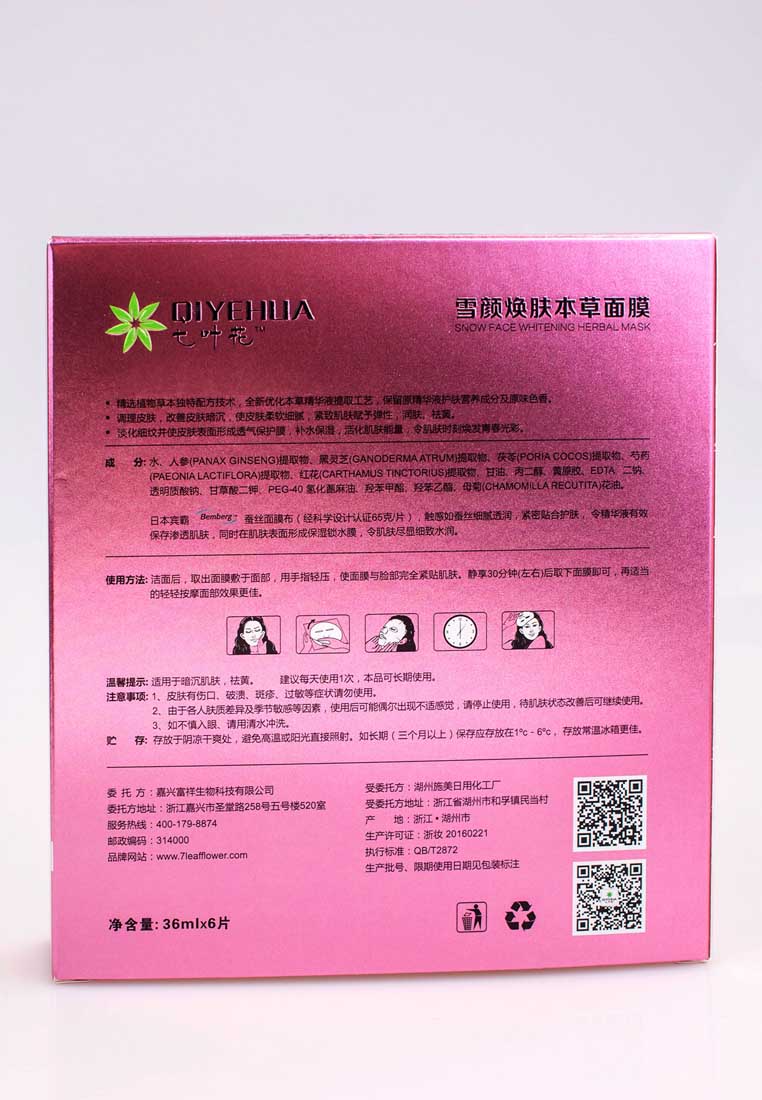 QIYEHUA
七叶花™
雪颜焕肤本草面膜
SNOW FACE WHITENING HERBAL MASK
▪ 精选植物草本独特配方技术,全新优化本草精华液提取工艺,保留原精华液护肤营养成分及原味色香。
▪ 调理皮肤,改善皮肤暗沉,使皮肤柔软细腻,紧致肌肤赋予弹性,润肤、祛黄。
▪ 淡化细纹并使皮肤表面形成透气保护膜,补水保湿,活化肌肤能量,令肌肤时刻焕发青春光彩。
成 分: 水、人参(PANAX GINSENG)提取物、黑灵芝(GANODERMA ATRUM)提取物、茯苓(PORIA COCOS)提取物、芍药
(PAEONIA LACTIFLORA)提取物、红花(CARTHAMUS TINCTORIUS)提取物、甘油、丙二醇、黄原胶、EDTA 二钠、
透明质酸钠、甘草酸二钾、PEG-40 氢化蓖麻油、羟苯甲酯、羟苯乙酯、母菊(CHAMOMILLA RECUTITA)花油。
日本宾霸 Bemberg™ 蚕丝面膜布(经科学设计认证65克/片),触感如蚕丝细腻透润,紧密贴合护肤,令精华液有效
保存渗透肌肤,同时在肌肤表面形成保湿锁水膜,令肌肤尽显细致水润。
使用方法: 洁面后,取出面膜敷于面部,用手指轻压,使面膜与脸部完全紧贴肌肤。静享30分钟(左右)后取下面膜即可,再适当
的轻轻按摩面部效果更佳。
温馨提示: 适用于暗沉肌肤,祛黄。 建议每天使用1次,本品可长期使用。
注意事项: 1、皮肤有伤口、破溃、斑疹、过敏等症状请勿使用。
2、由于各人肤质差异及季节敏感等因素,使用后可能偶尔出现不适感觉,请停止使用,待肌肤状态改善后可继续使用。
3、如不慎入眼、请用清水冲洗。
贮 存: 存放于阴凉干爽处,避免高温或阳光直接照射。如长期(三个月以上)保存应存放在1ºc - 6ºc,存放常温冰箱更佳。
委 托 方:嘉兴富祥生物科技有限公司
委托方地址:浙江嘉兴市圣堂路258号五号楼520室
服务热线:400-179-8874
邮政编码:314000
品牌网站:www.7leafflower.com
受委托方:湖州施美日用化工厂
受委托方地址:浙江省湖州市和孚镇民当村
产 地:浙江·湖州市
生产许可证:浙妆 20160221
执行标准:QB/T2872
生产批号、限期使用日期见包装标注
净含量: 36mlx6片